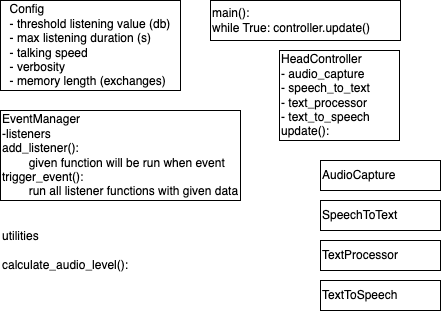 Config
- threshold listening value (db)
- max listening duration (s)
- talking speed
- verbosity
- memory length (exchanges)
main():
while True: controller.update()
HeadController
- audio_capture
- speech_to_text
- text_processor
- text_to_speech
update():
EventManager
-listeners
add_listener():
given function will be run when event
trigger_event():
run all listener functions with given data
AudioCapture
SpeechToText
TextProcessor
TextToSpeech
utilities
calculate_audio_level():